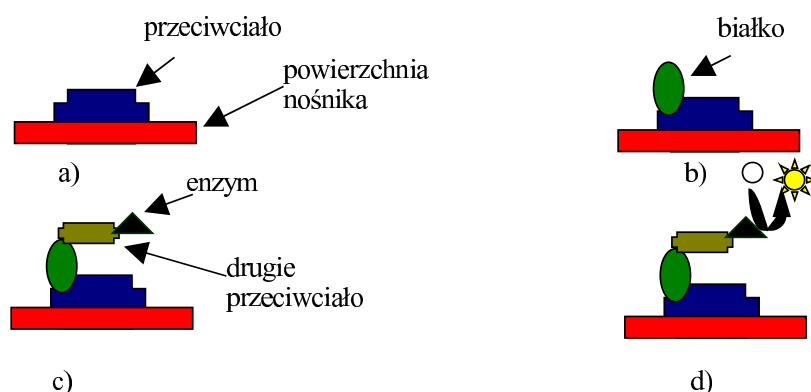 przeciwciało
powierzchnia
nośnika
a)
białko
b)
enzym
drugie
przeciwciało
c)
d)